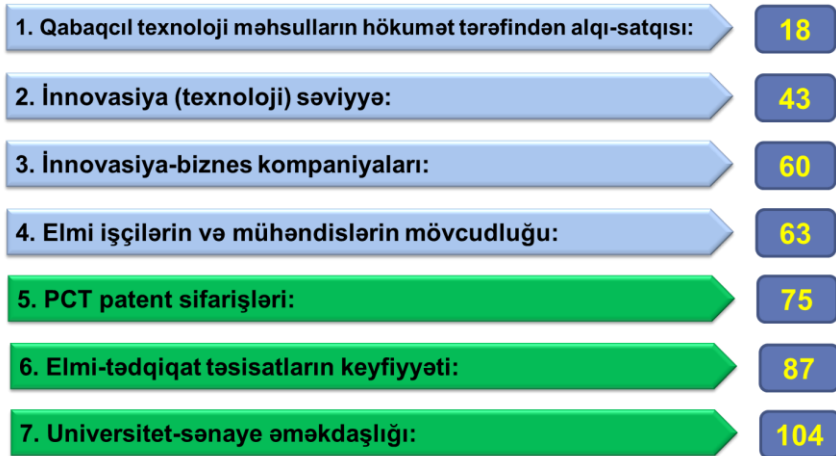 1. Qabaqcıl texnoloji məhsulların hökumət tərəfindən alqı-satqısı: 18
2. İnnovasiya (texnoloji) səviyyə: 43
3. İnnovasiya-biznes kompaniyaları: 60
4. Elmi işçilərin və mühəndislərin mövcudluğu: 63
5. PCT patent sifarişləri: 75
6. Elmi-tədqiqat təsisatların keyfiyyəti: 87
7. Universitet-sənaye əməkdaşlığı: 104